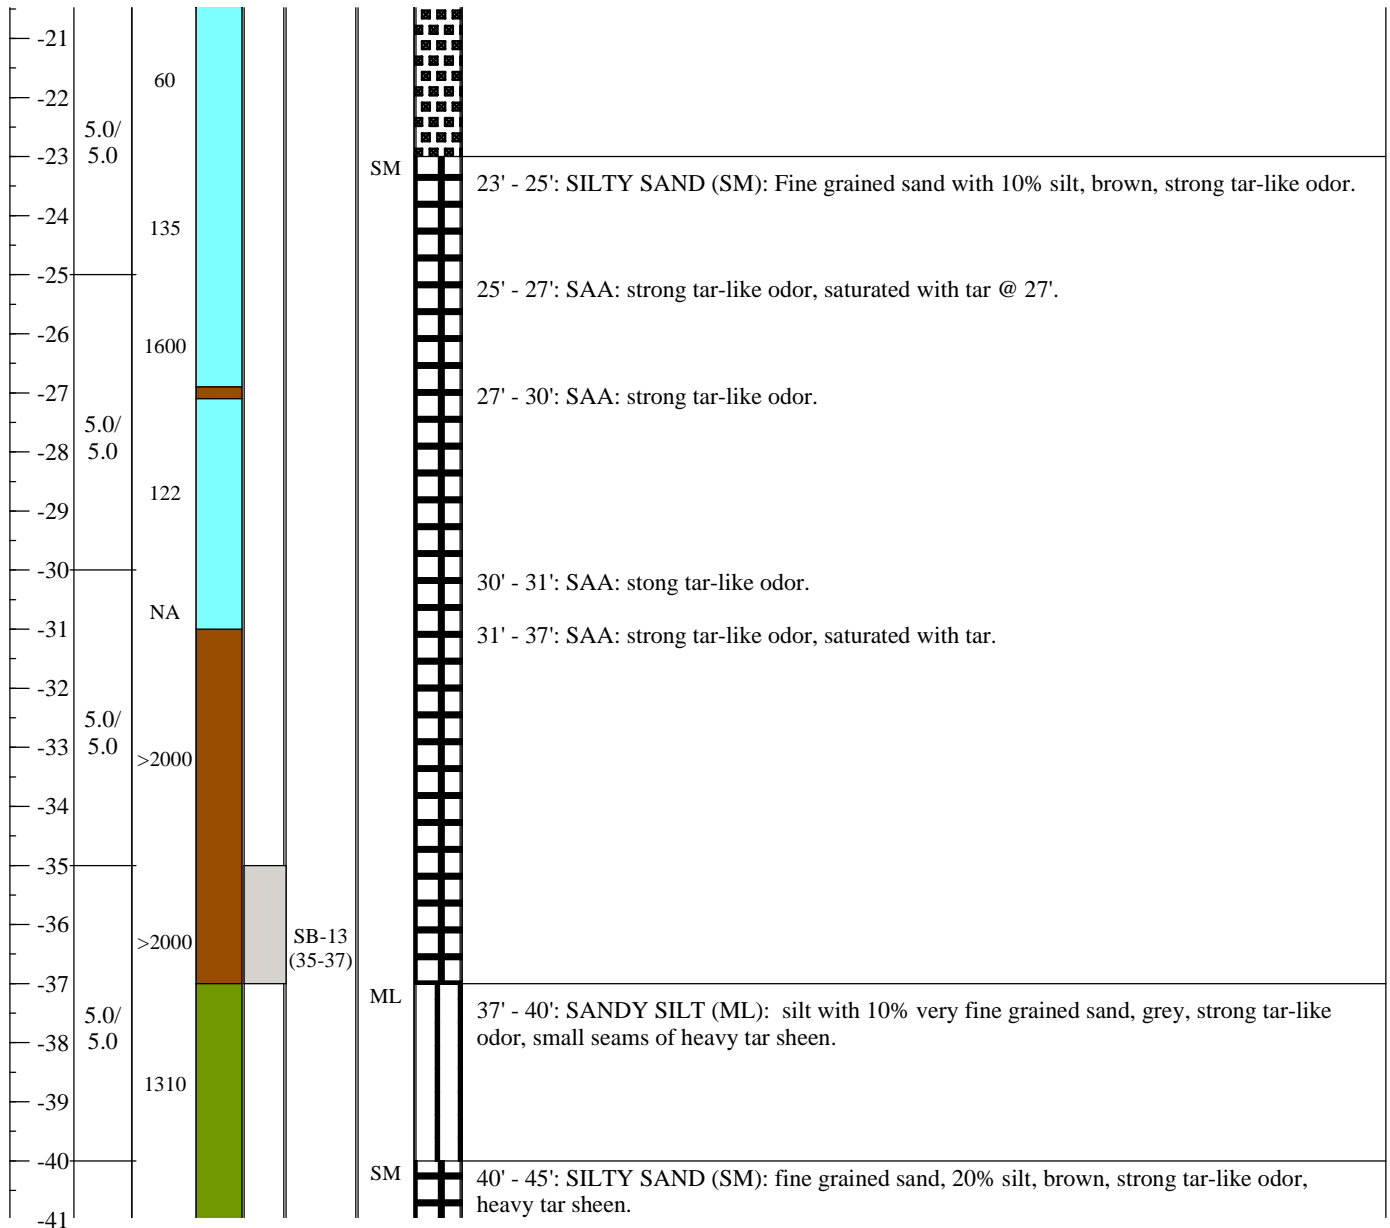 -21
60
-22
5.0/
5.0
-23
SM
23' - 25': SILTY SAND (SM): Fine grained sand with 10% silt, brown, strong tar-like odor.
-24
135
-25
25' - 27': SAA: strong tar-like odor, saturated with tar @ 27'.
-26
1600
-27
27' - 30': SAA: strong tar-like odor.
5.0/
5.0
-28
122
-29
-30
30' - 31': SAA: stong tar-like odor.
NA
-31
31' - 37': SAA: strong tar-like odor, saturated with tar.
-32
5.0/
5.0
-33
>2000
-34
-35
-36
>2000
SB-13
(35-37)
-37
ML
37' - 40': SANDY SILT (ML):  silt with 10% very fine grained sand, grey, strong tar-like
odor, small seams of heavy tar sheen.
5.0/
5.0
-38
1310
-39
-40
SM
40' - 45': SILTY SAND (SM): fine grained sand, 20% silt, brown, strong tar-like odor,
heavy tar sheen.
-41